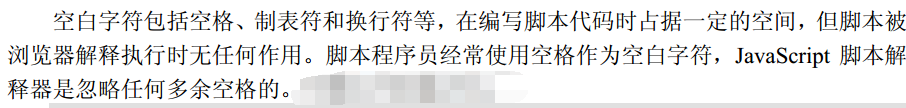 空白字符包括空格、制表符和换行符等，在编写脚本代码时占据一定的空间，但脚本被
浏览器解释执行时无任何作用。脚本程序员经常使用空格作为空白字符，JavaScript 脚本解
释器是忽略任何多余空格的。